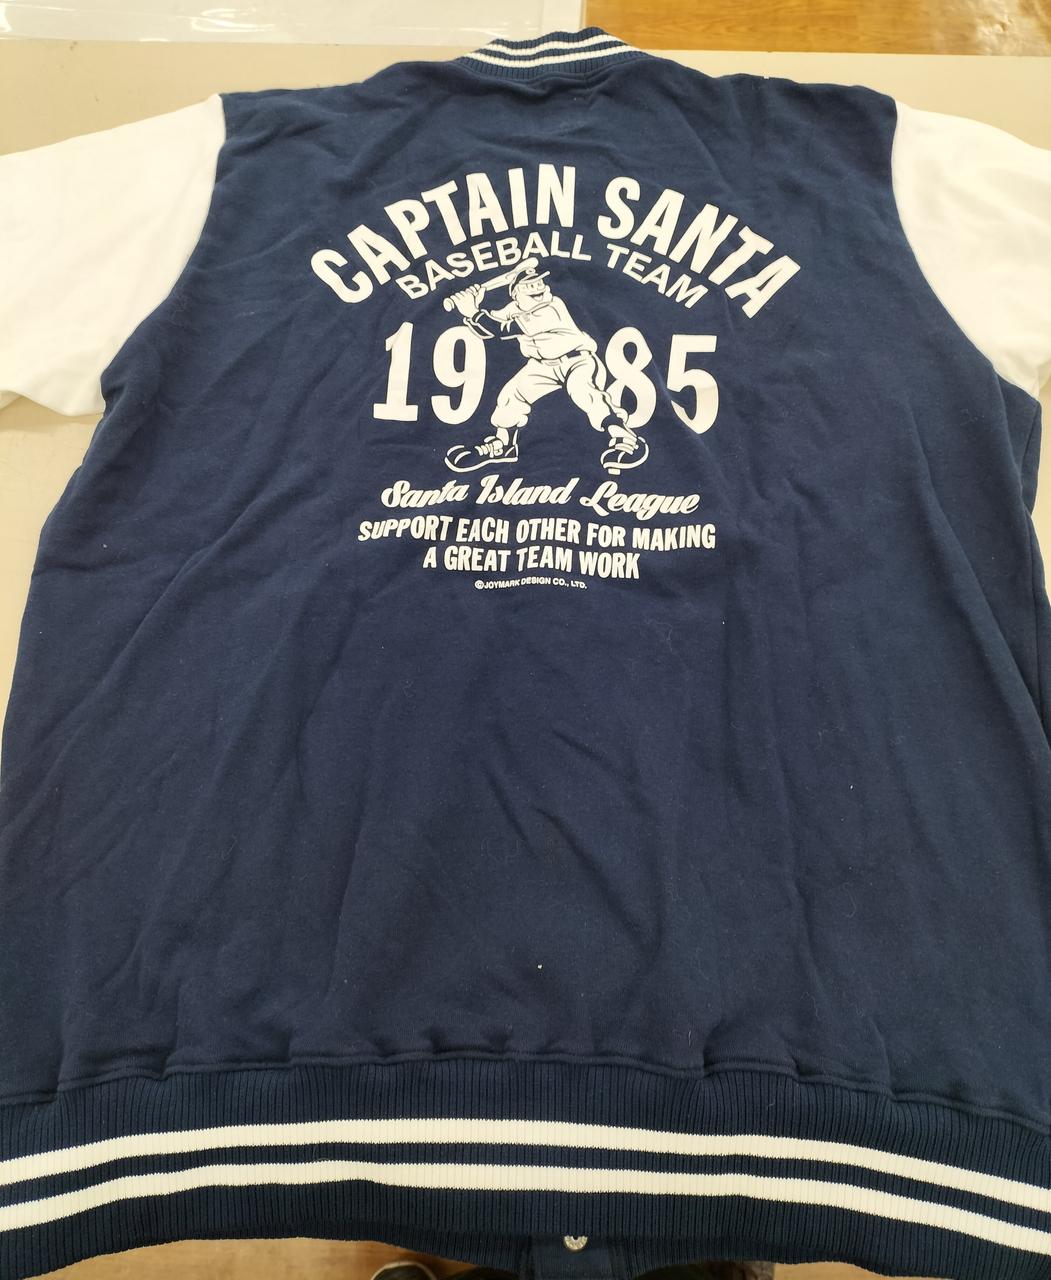 CAPTAIN SANTA
BASEBALL TEAM
1985
Santa Island League
SUPPORT EACH OTHER FOR MAKING
A GREAT TEAM WORK
©JOYMARK DESIGN CO., LTD.